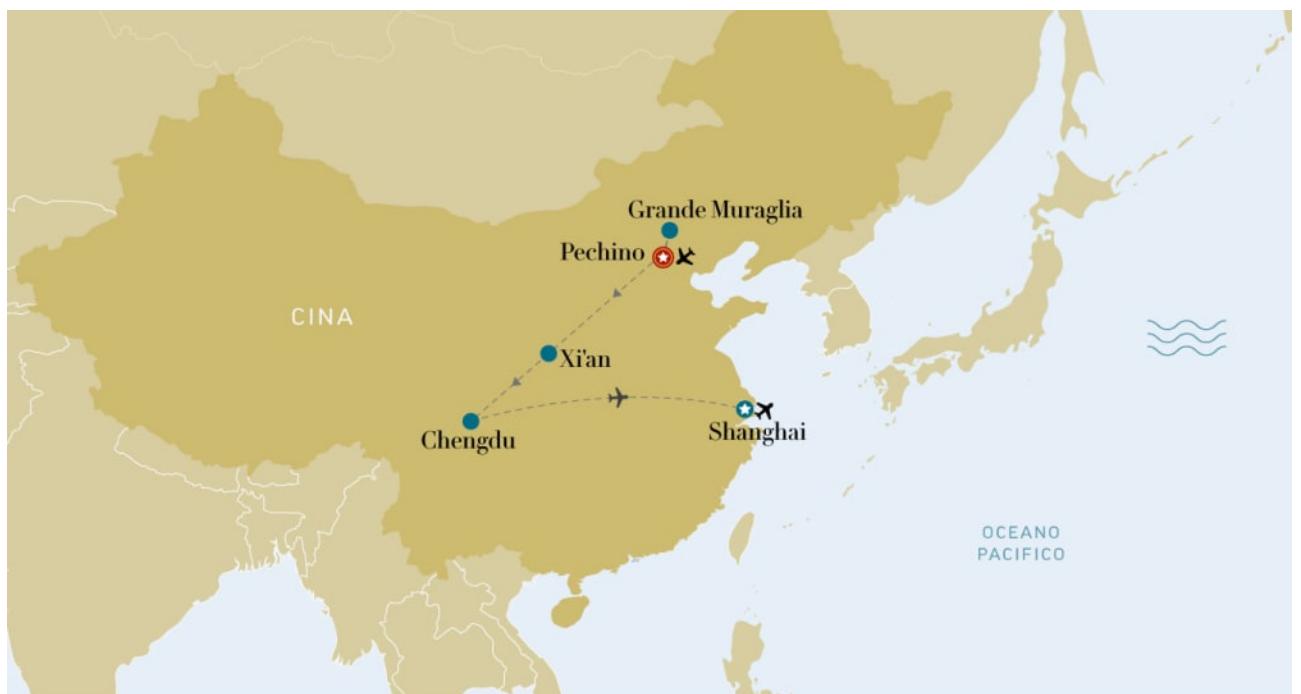 Grande Muraglia
Pechino
CINA
Xi'an
Chengdu
Shanghai
OCEANO
PACIFICO